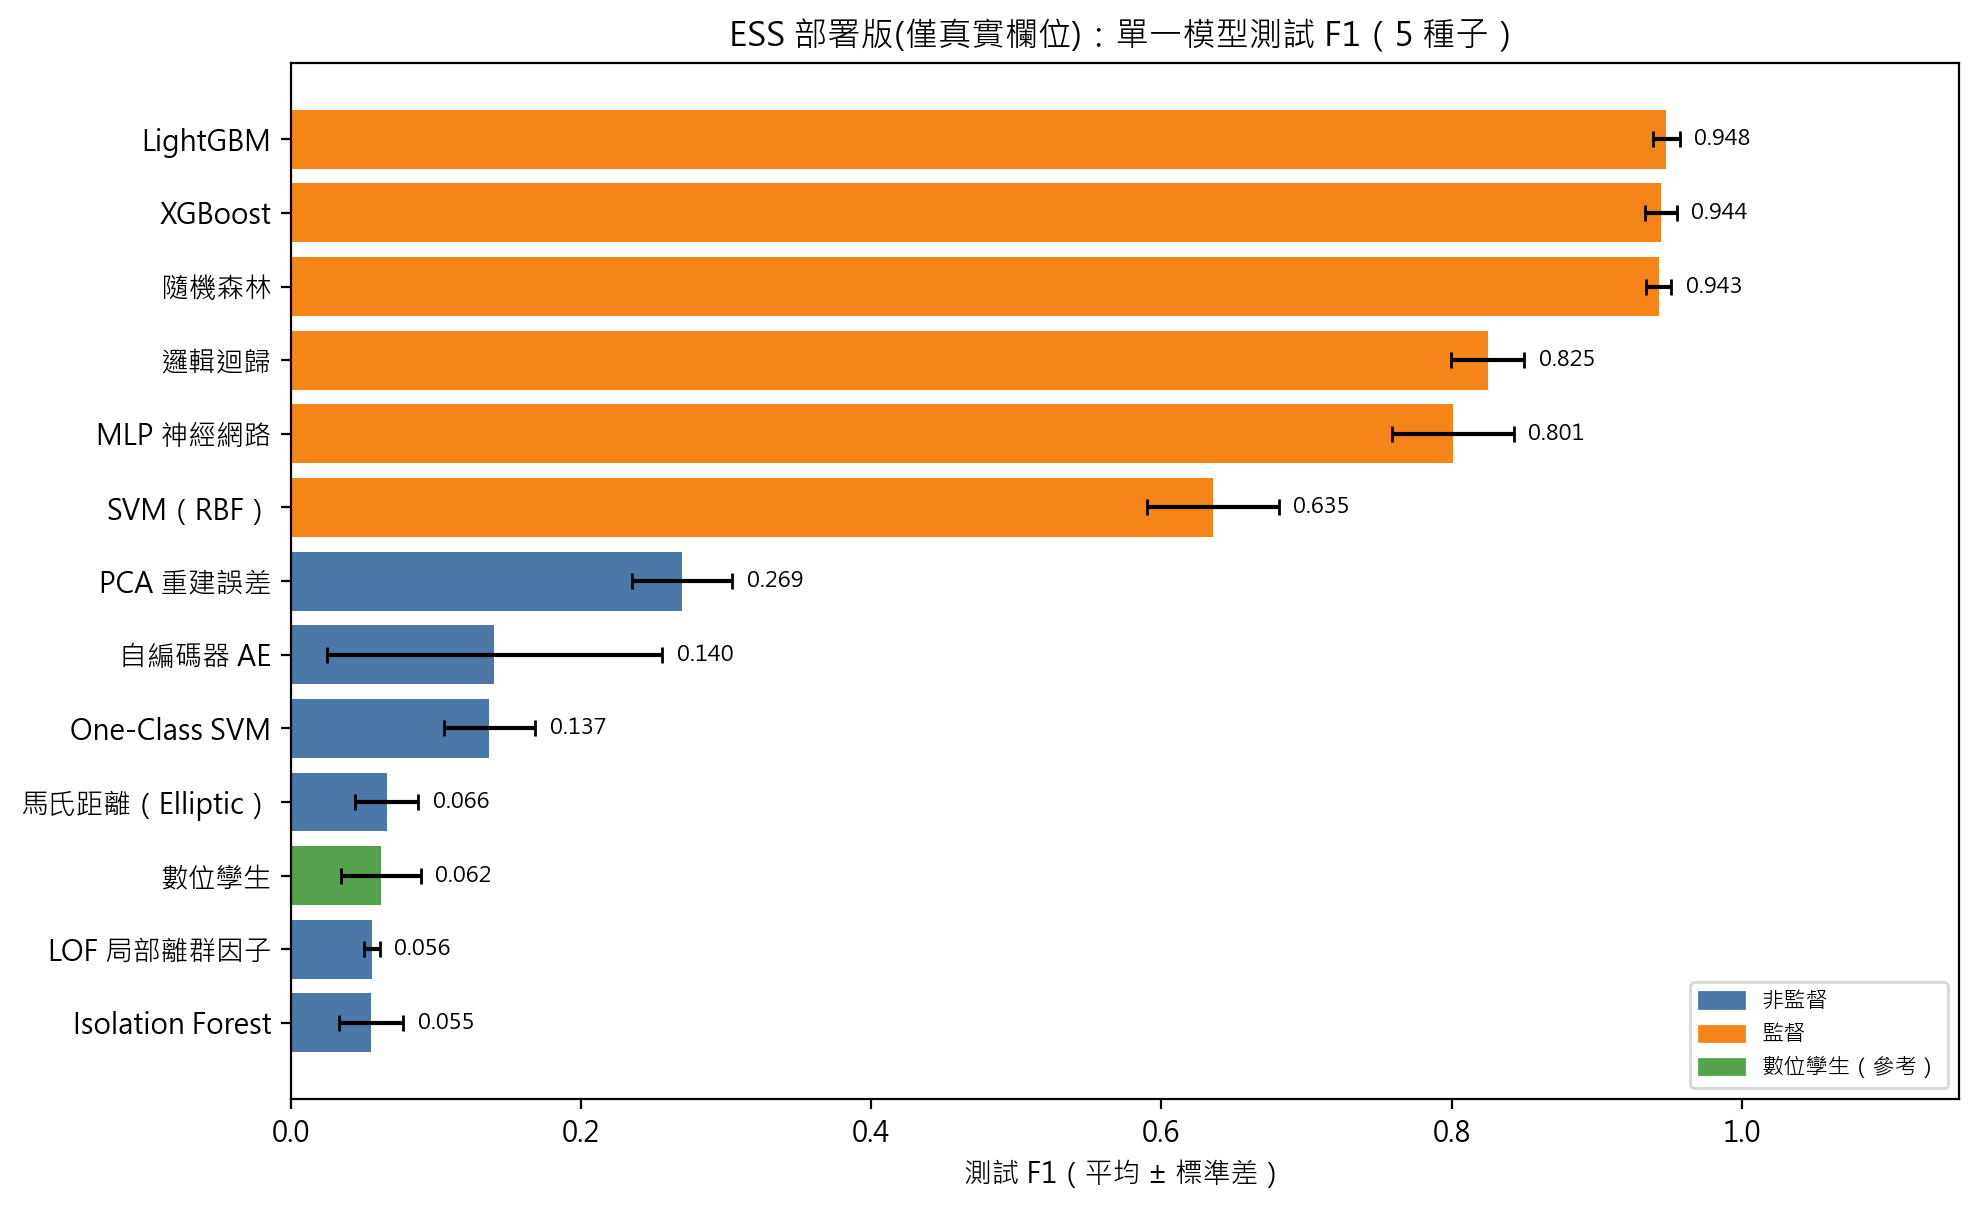 ESS 部署版(僅真實欄位)：單一模型測試 F1（5 種子）
LightGBM
0.948
XGBoost
0.944
隨機森林
0.943
邏輯迴歸
0.825
MLP 神經網路
0.801
SVM（RBF）
0.635
PCA 重建誤差
0.269
自編碼器 AE
0.140
One-Class SVM
0.137
馬氏距離（Elliptic）
0.066
數位孿生
0.062
LOF 局部離群因子
0.056
Isolation Forest
0.055
非監督
監督
數位孿生（參考）
0.0 0.2 0.4 0.6 0.8 1.0
測試 F1（平均 ± 標準差）